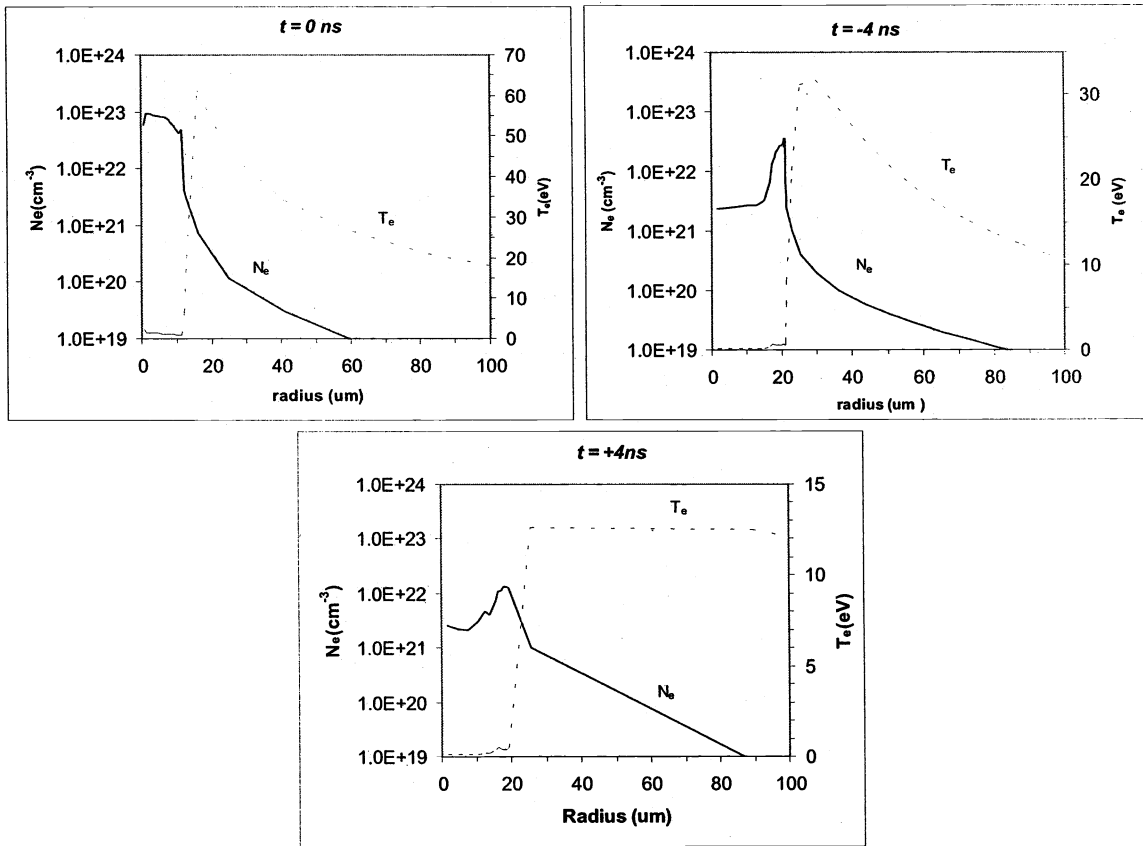 t = 0 ns
1.0E+24
1.0E+23
1.0E+22
1.0E+21
1.0E+20
1.0E+19
Ne(cm-3)
70
60
50
40
30
20
10
0
Te(eV)
Te
Ne
0 20 40 60 80 100
radius (um)
t = -4 ns
1.0E+24
1.0E+23
1.0E+22
1.0E+21
1.0E+20
1.0E+19
Ne (cm-3)
30
20
10
0
Te (eV)
Te
Ne
0 20 40 60 80 100
radius (um )
t = +4ns
1.0E+24
1.0E+23
1.0E+22
1.0E+21
1.0E+20
1.0E+19
Ne(cm-3)
15
10
5
0
Te(eV)
Te
Ne
0 20 40 60 80 100
Radius (um)